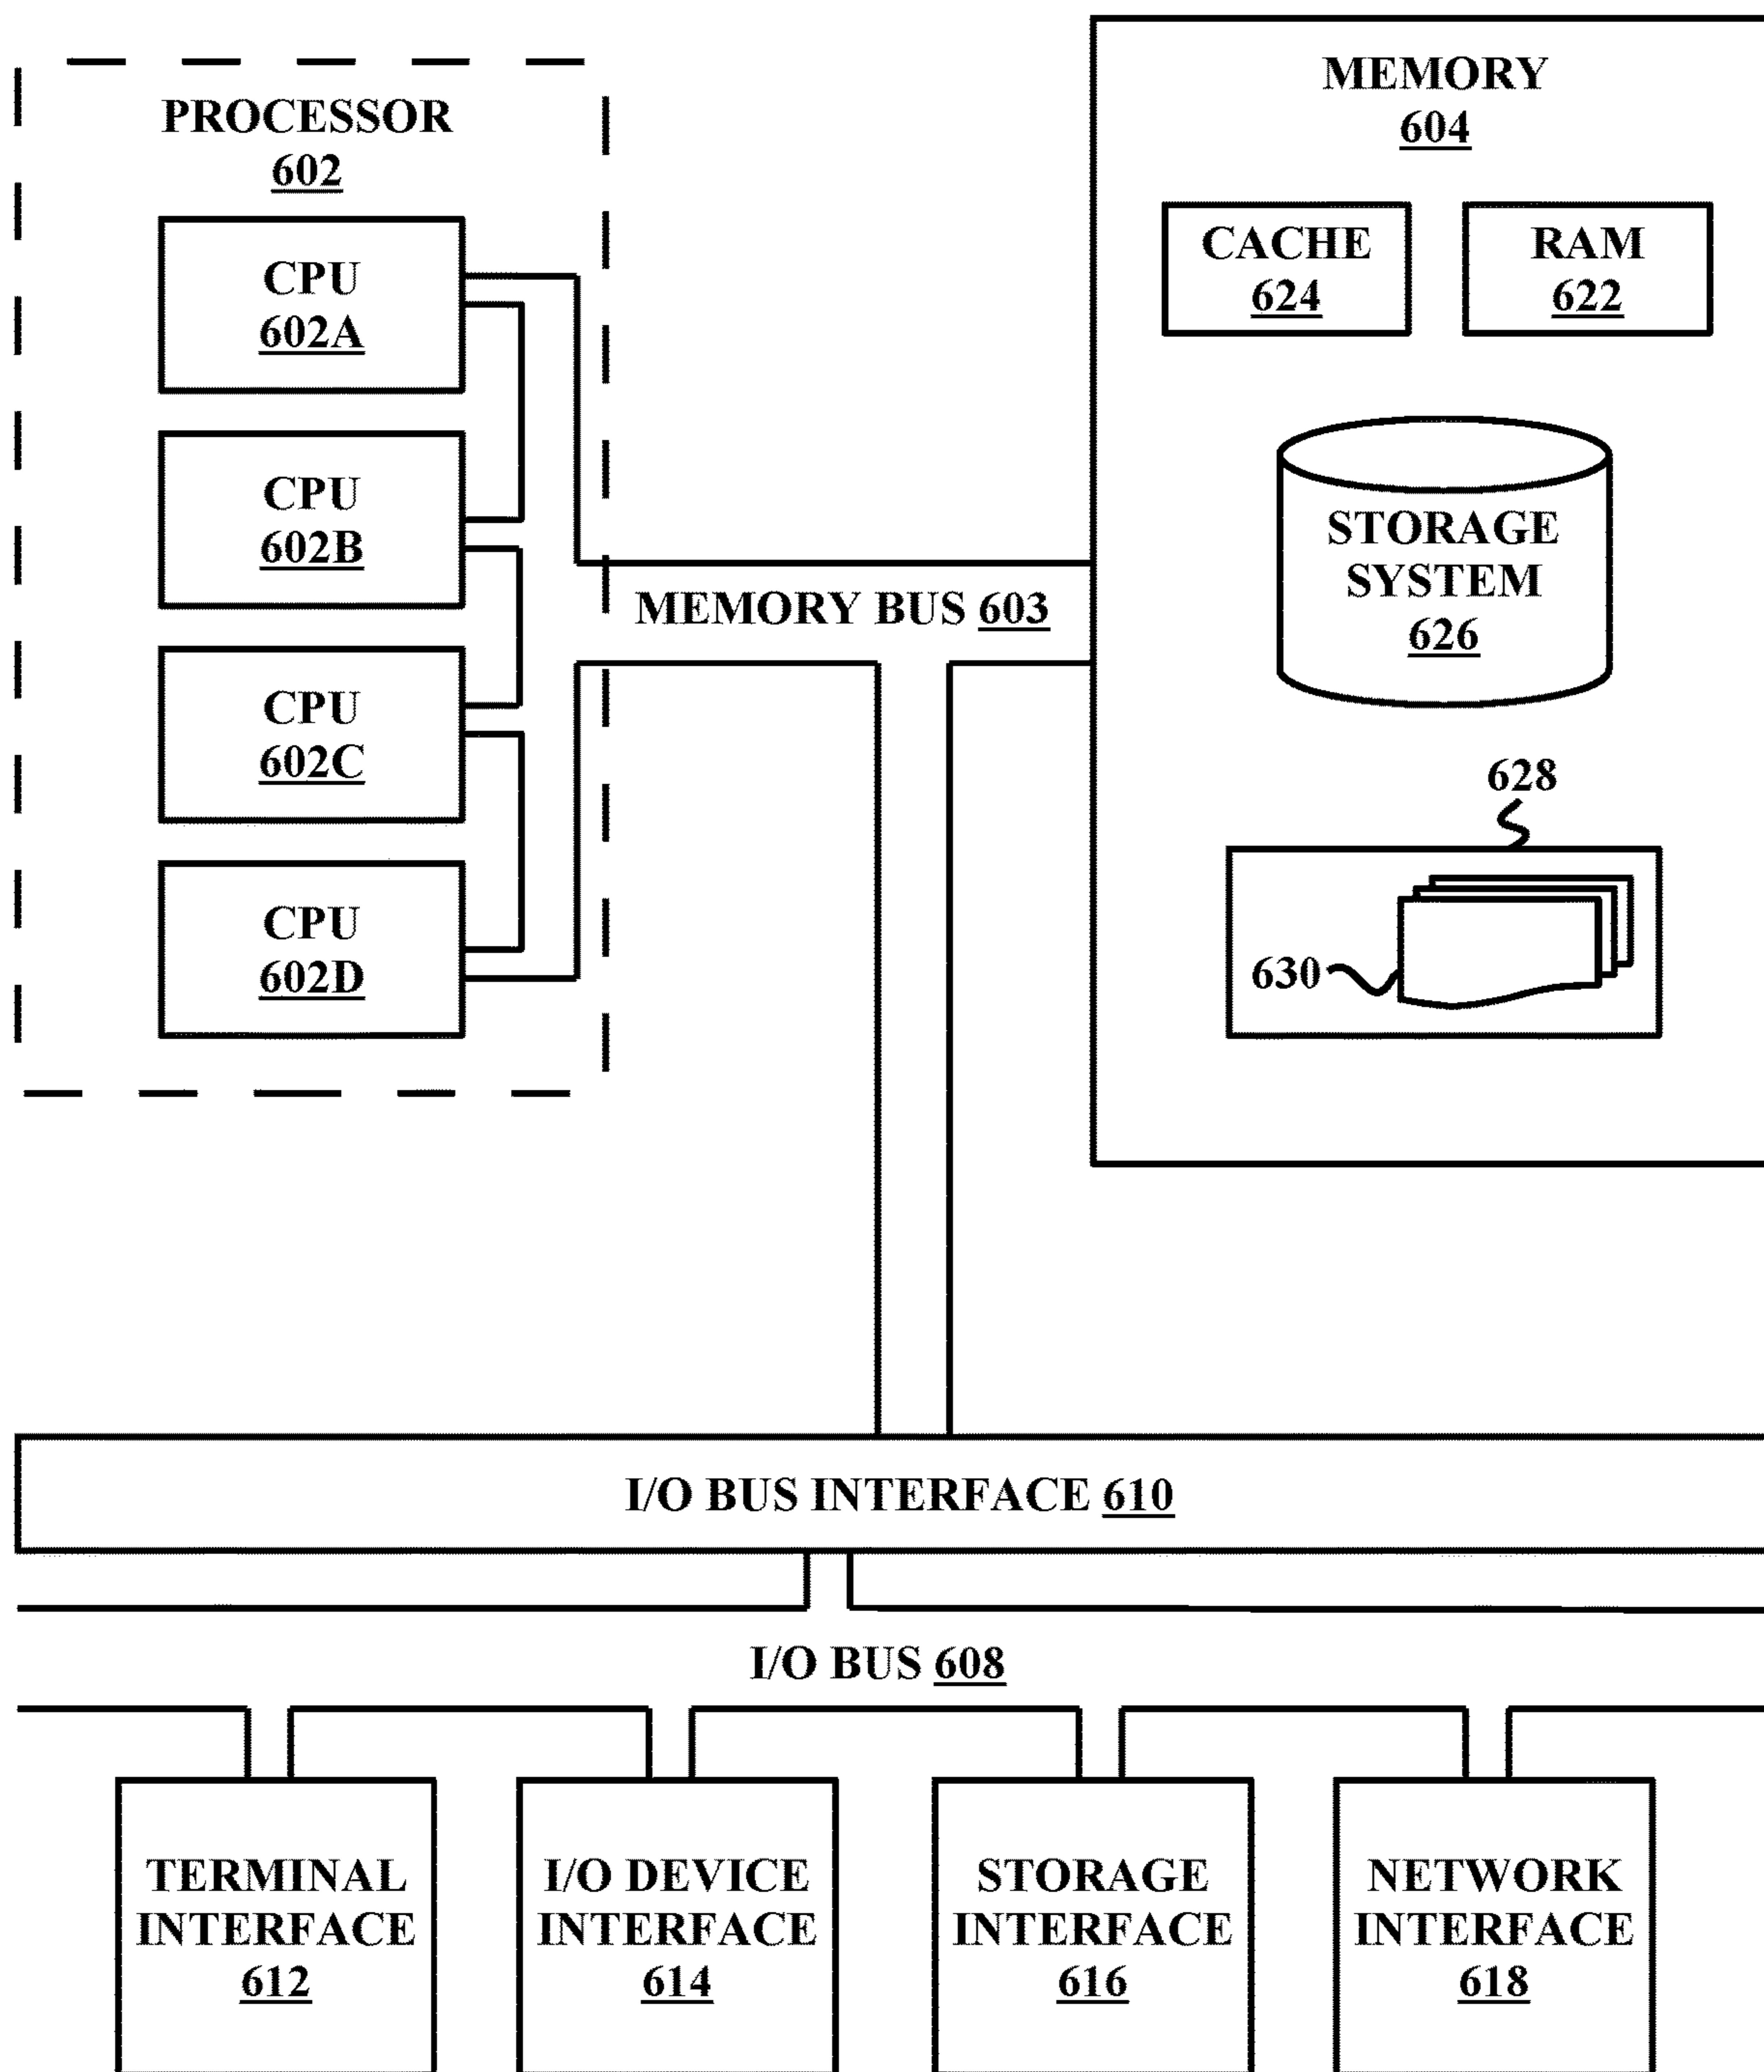 PROCESSOR
602
CPU
602A
CPU
602B
CPU
602C
CPU
602D
MEMORY BUS 603
MEMORY
604
CACHE
624
RAM
622
STORAGE
SYSTEM
626
628
630
I/O BUS INTERFACE 610
I/O BUS 608
TERMINAL
INTERFACE
612
I/O DEVICE
INTERFACE
614
STORAGE
INTERFACE
616
NETWORK
INTERFACE
618